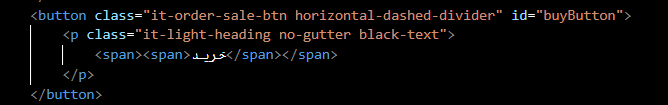 <button class="it-order-sale-btn horizontal-dashed-divider" id="buyButton">
<p class="it-light-heading no-gutter black-text">
<span><span>خرید</span></span>
</p>
</button>